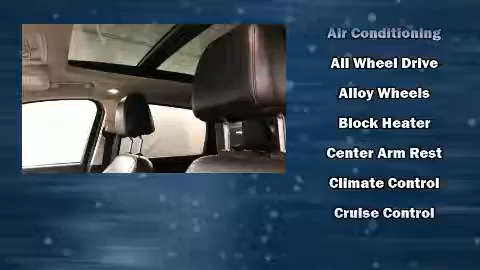 Air Conditioning
All Wheel Drive
Alloy Wheels
Block Heater
Center Arm Rest
Climate Control
Cruise Control